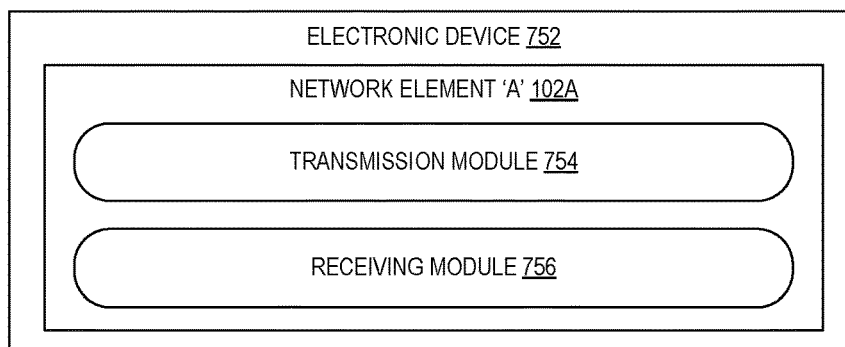 ELECTRONIC DEVICE 752
NETWORK ELEMENT 'A' 102A
TRANSMISSION MODULE 754
RECEIVING MODULE 756